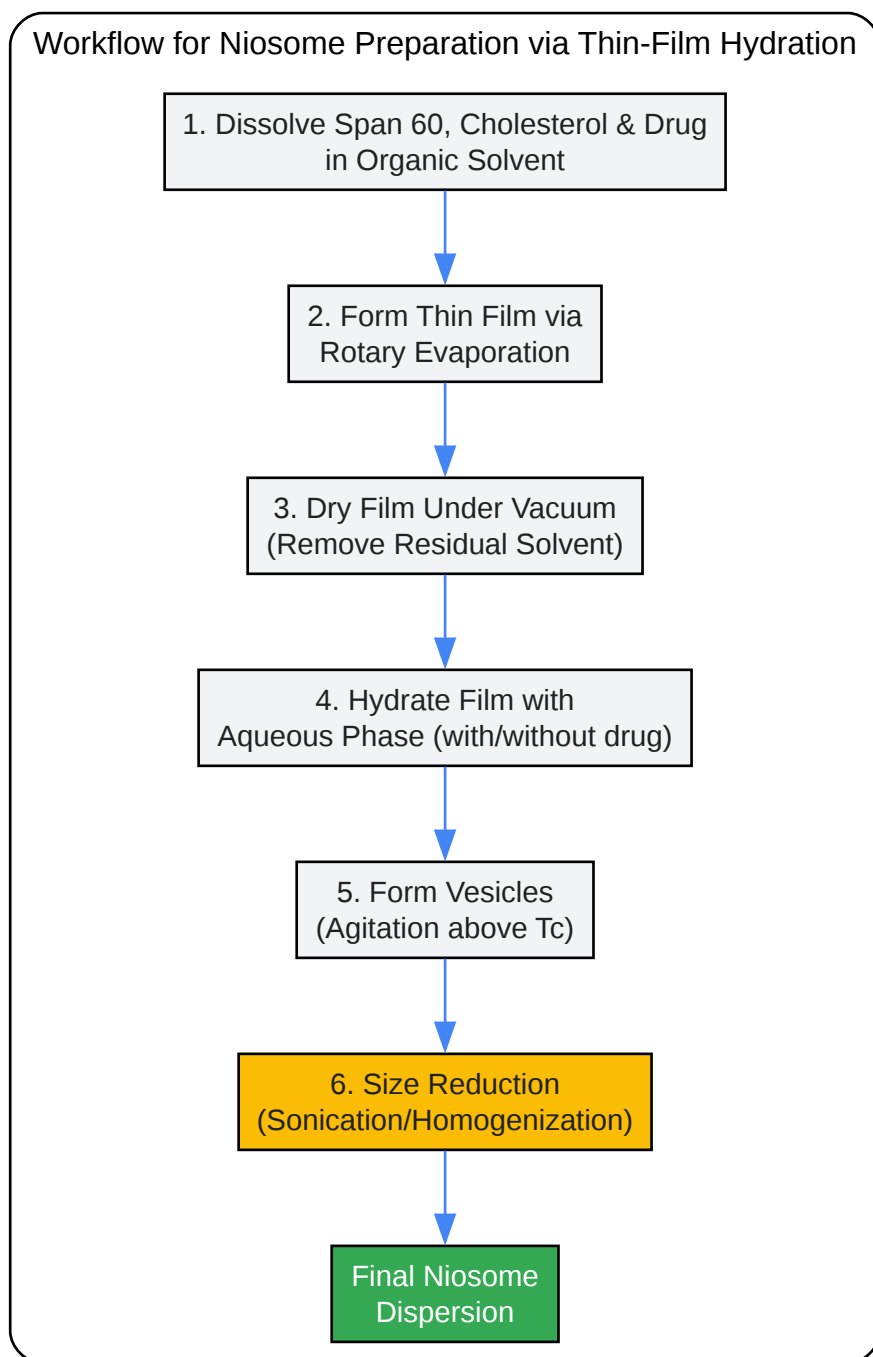 Workflow for Niosome Preparation via Thin-Film Hydration
1. Dissolve Span 60, Cholesterol & Drug
in Organic Solvent
2. Form Thin Film via
Rotary Evaporation
3. Dry Film Under Vacuum
(Remove Residual Solvent)
4. Hydrate Film with
Aqueous Phase (with/without drug)
5. Form Vesicles
(Agitation above Tc)
6. Size Reduction
(Sonication/Homogenization)
Final Niosome
Dispersion